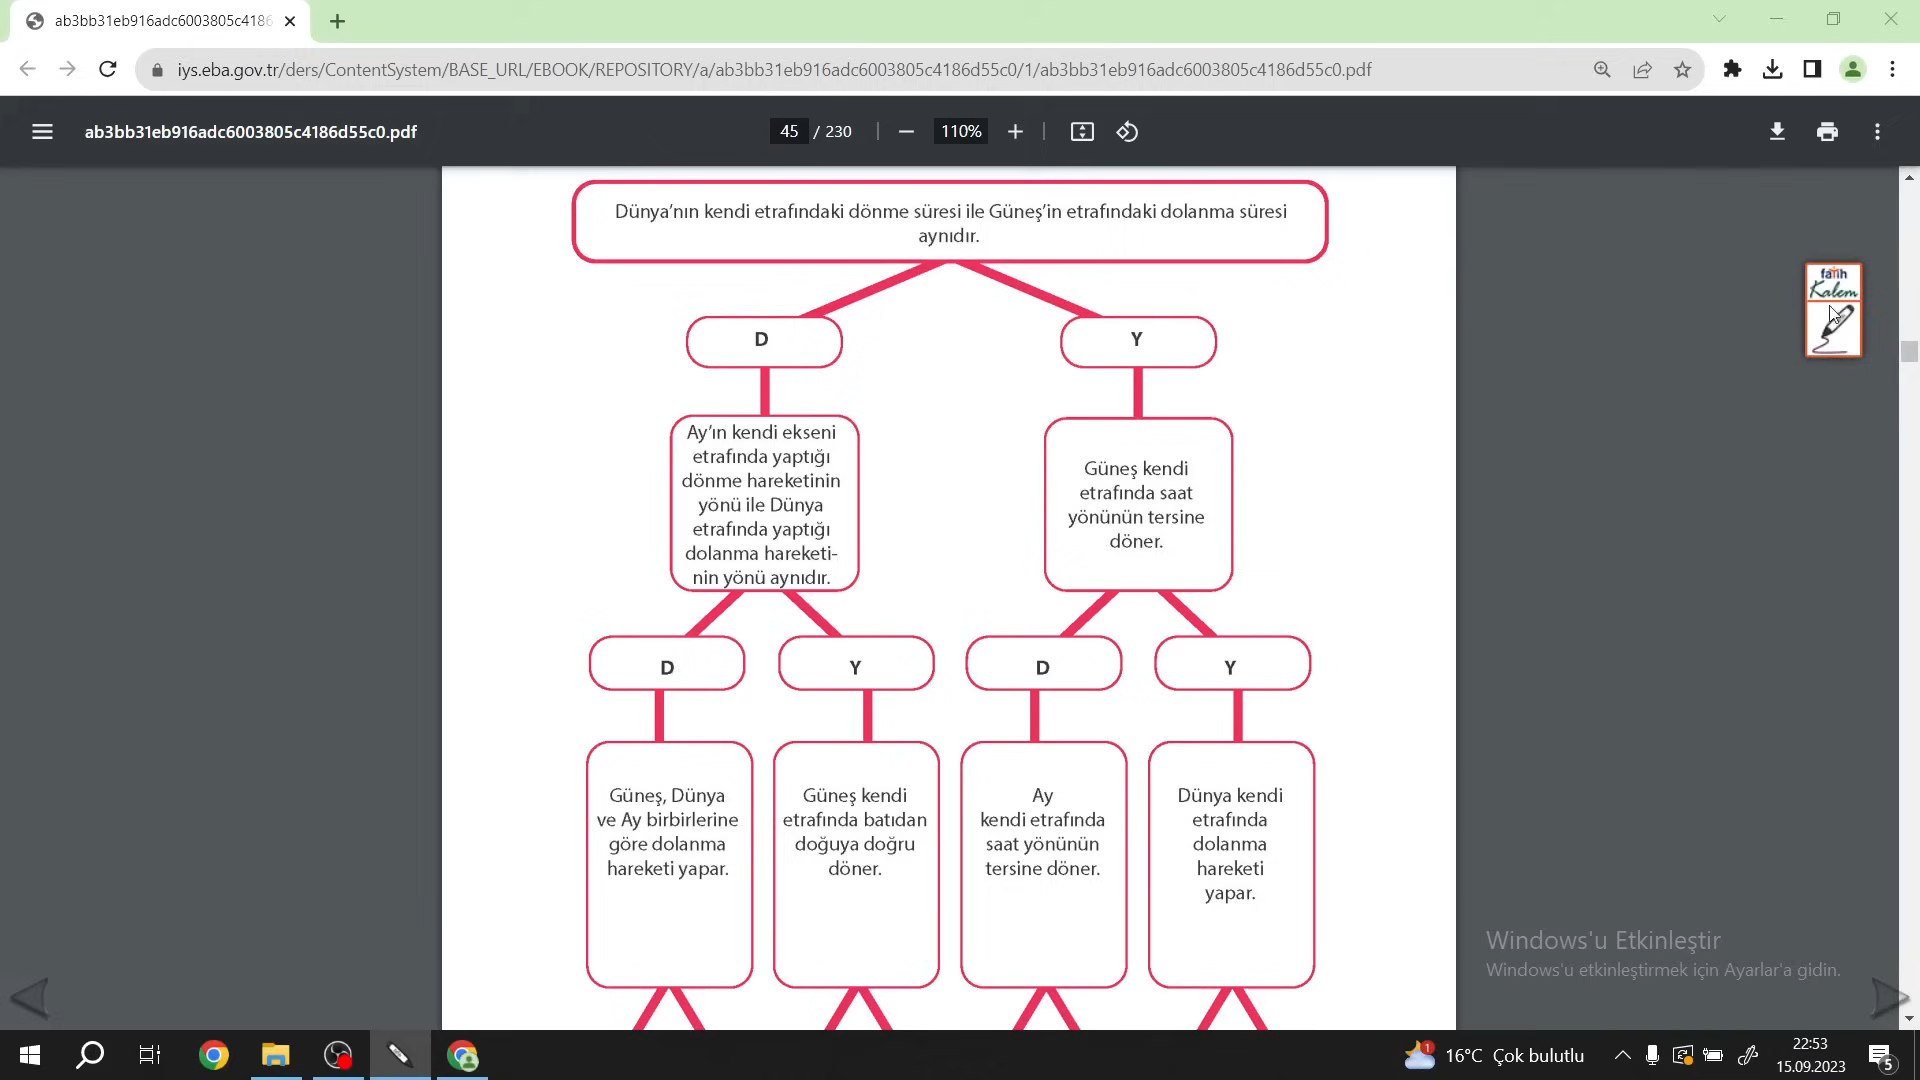 ab3bb31eb916adc6003805c4186
iys.eba.gov.tr/ders/ContentSystem/BASE_URL/EBOOK/REPOSITORY/a/ab3bb31eb916adc6003805c4186d55c0/1/ab3bb31eb916adc6003805c4186d55c0.pdf
ab3bb31eb916adc6003805c4186d55c0.pdf
45 / 230
110%
Dünya’nın kendi etrafındaki dönme süresi ile Güneş’in etrafındaki dolanma süresi
aynıdır.
fatih
Kalem
D
Y
Ay’ın kendi ekseni
etrafında yaptığı
dönme hareketinin
yönü ile Dünya
etrafında yaptığı
dolanma hareketi-
nin yönü aynıdır.
Güneş kendi
etrafında saat
yönünün tersine
döner.
D
Y
D
Y
Güneş, Dünya
ve Ay birbirlerine
göre dolanma
hareketi yapar.
Güneş kendi
etrafında batıdan
doğuya doğru
döner.
Ay
kendi etrafında
saat yönünün
tersine döner.
Dünya kendi
etrafında
dolanma
hareketi
yapar.
Windows'u Etkinleştir
Windows'u etkinleştirmek için Ayarlar'a gidin.
1
16°C Çok bulutlu
22:53
15.09.2023
5